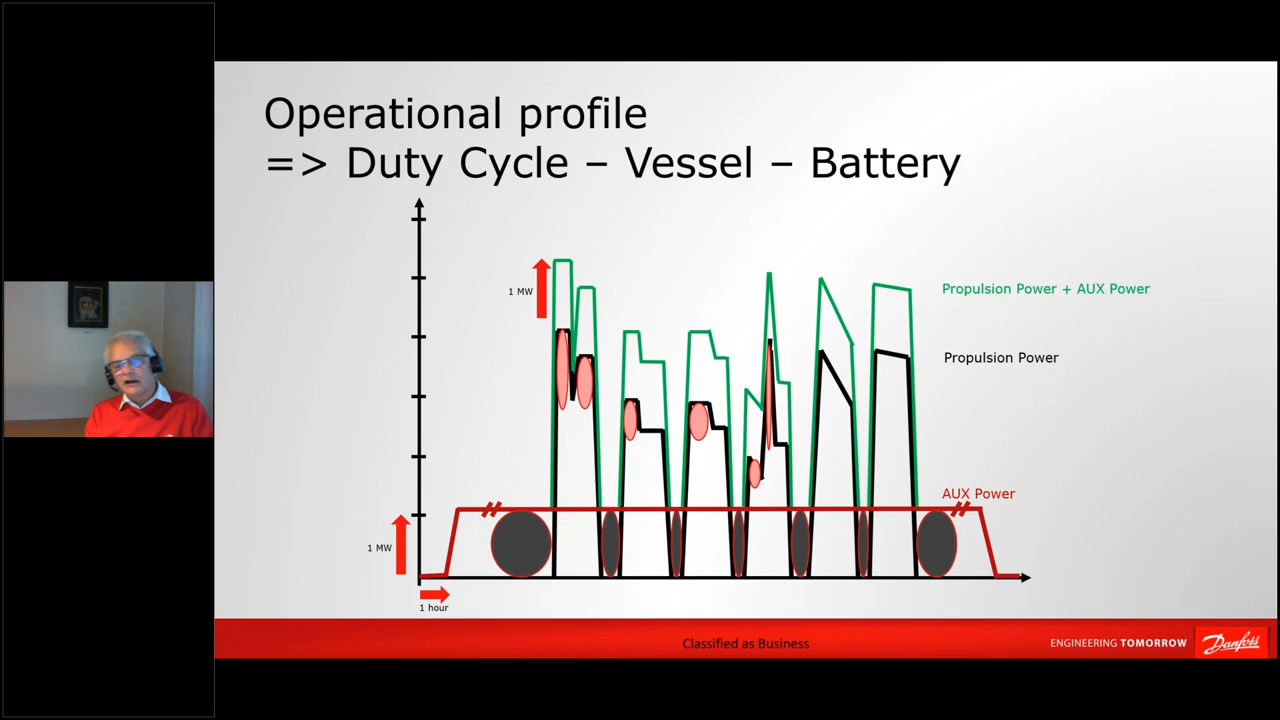 Operational profile
=> Duty Cycle – Vessel – Battery
1 MW
Propulsion Power + AUX Power
Propulsion Power
AUX Power
1 MW
1 hour
Classified as Business
ENGINEERING TOMORROW
Danfoss